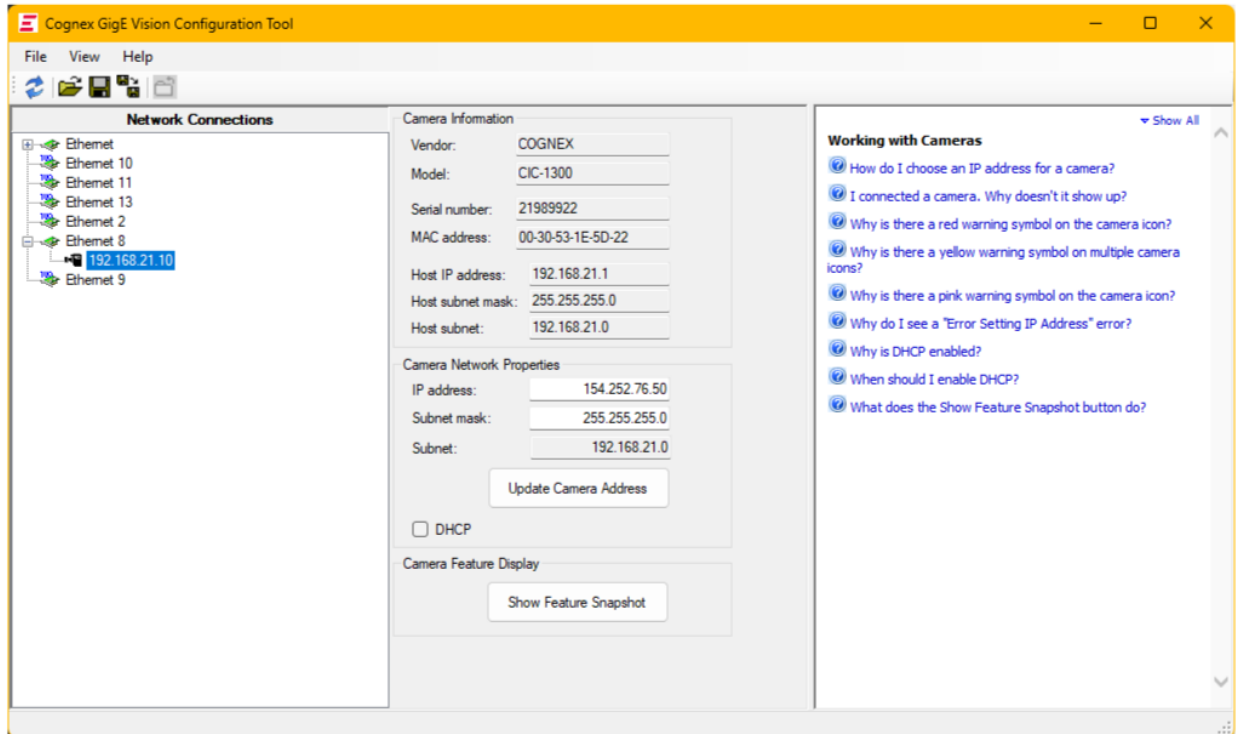 Cognex GigE Vision Configuration Tool
File View Help
Network Connections
Ethernet
Ethernet 10
Ethernet 11
Ethernet 13
Ethernet 2
Ethernet 8
192.168.21.10
Ethernet 9
Camera Information
Vendor: COGNEX
Model: CIC-1300
Serial number: 21989922
MAC address: 00-30-53-1E-5D-22
Host IP address: 192.168.21.1
Host subnet mask: 255.255.255.0
Host subnet: 192.168.21.0
Camera Network Properties
IP address: 154.252.76.50
Subnet mask: 255.255.255.0
Subnet: 192.168.21.0
Update Camera Address
DHCP
Camera Feature Display
Show Feature Snapshot
Show All
Working with Cameras
How do I choose an IP address for a camera?
I connected a camera. Why doesn't it show up?
Why is there a red warning symbol on the camera icon?
Why is there a yellow warning symbol on multiple camera
icons?
Why is there a pink warning symbol on the camera icon?
Why do I see a "Error Setting IP Address" error?
Why is DHCP enabled?
When should I enable DHCP?
What does the Show Feature Snapshot button do?